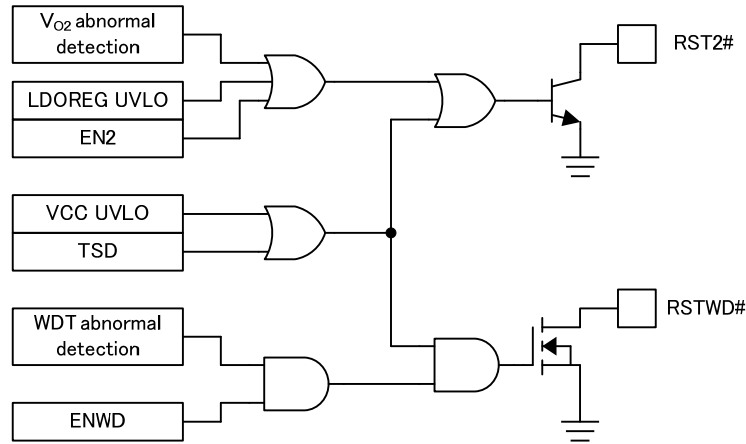 VO2 abnormal
detection
RST2#
LDOREG UVLO
EN2
VCC UVLO
TSD
WDT abnormal
detection
RSTWD#
ENWD